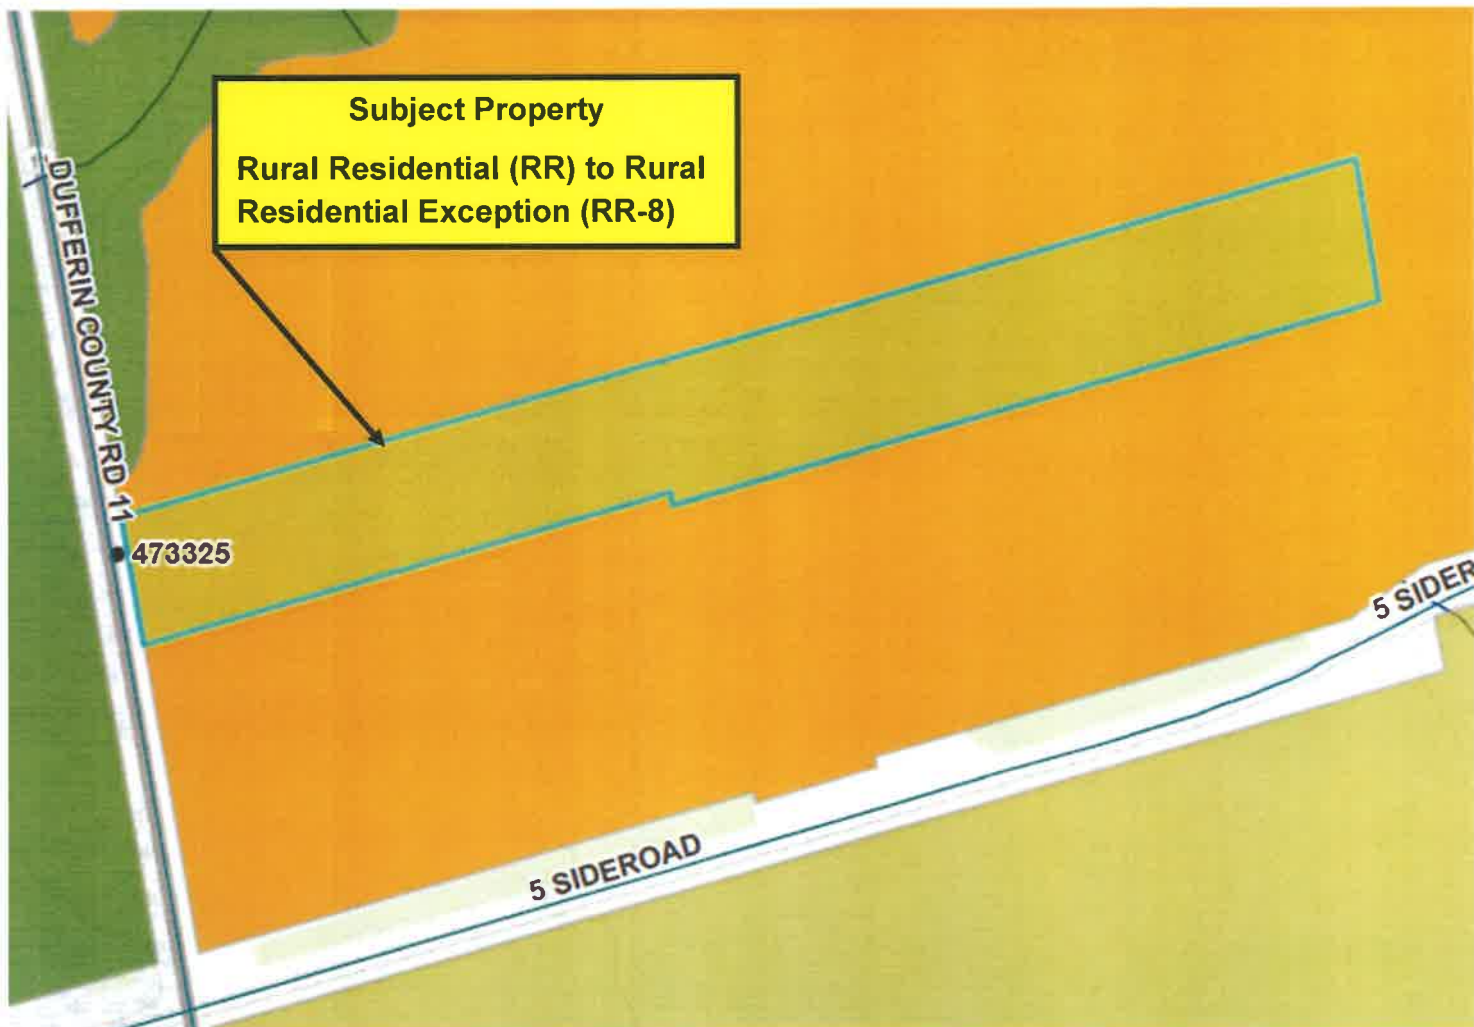 Subject Property
Rural Residential (RR) to Rural
Residential Exception (RR-8)
DUFFERIN COUNTY RD 11
473325
5 SIDER
5 SIDEROAD